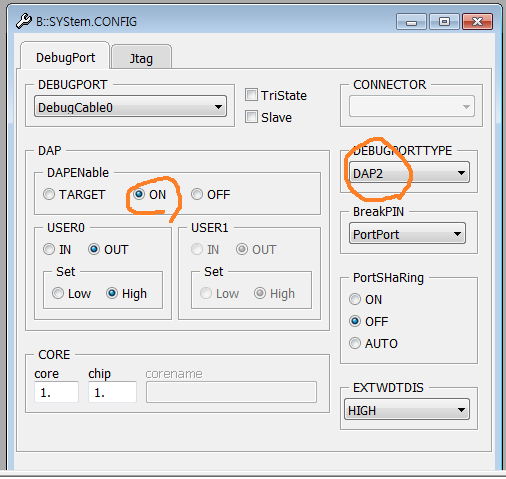 B::SYStem.CONFIG
DebugPort
Jtag
DEBUGPORT
DebugCable0
TriState
Slave
CONNECTOR
DAP
DAPENable
TARGET
ON
OFF
DEBUGPORTTYPE
DAP2
USER0
IN
OUT
Set
Low
High
USER1
IN
OUT
Set
Low
High
BreakPIN
PortPort
PortSHaRing
ON
OFF
AUTO
CORE
core
chip
corename
1.
1.
EXTWDTDIS
HIGH